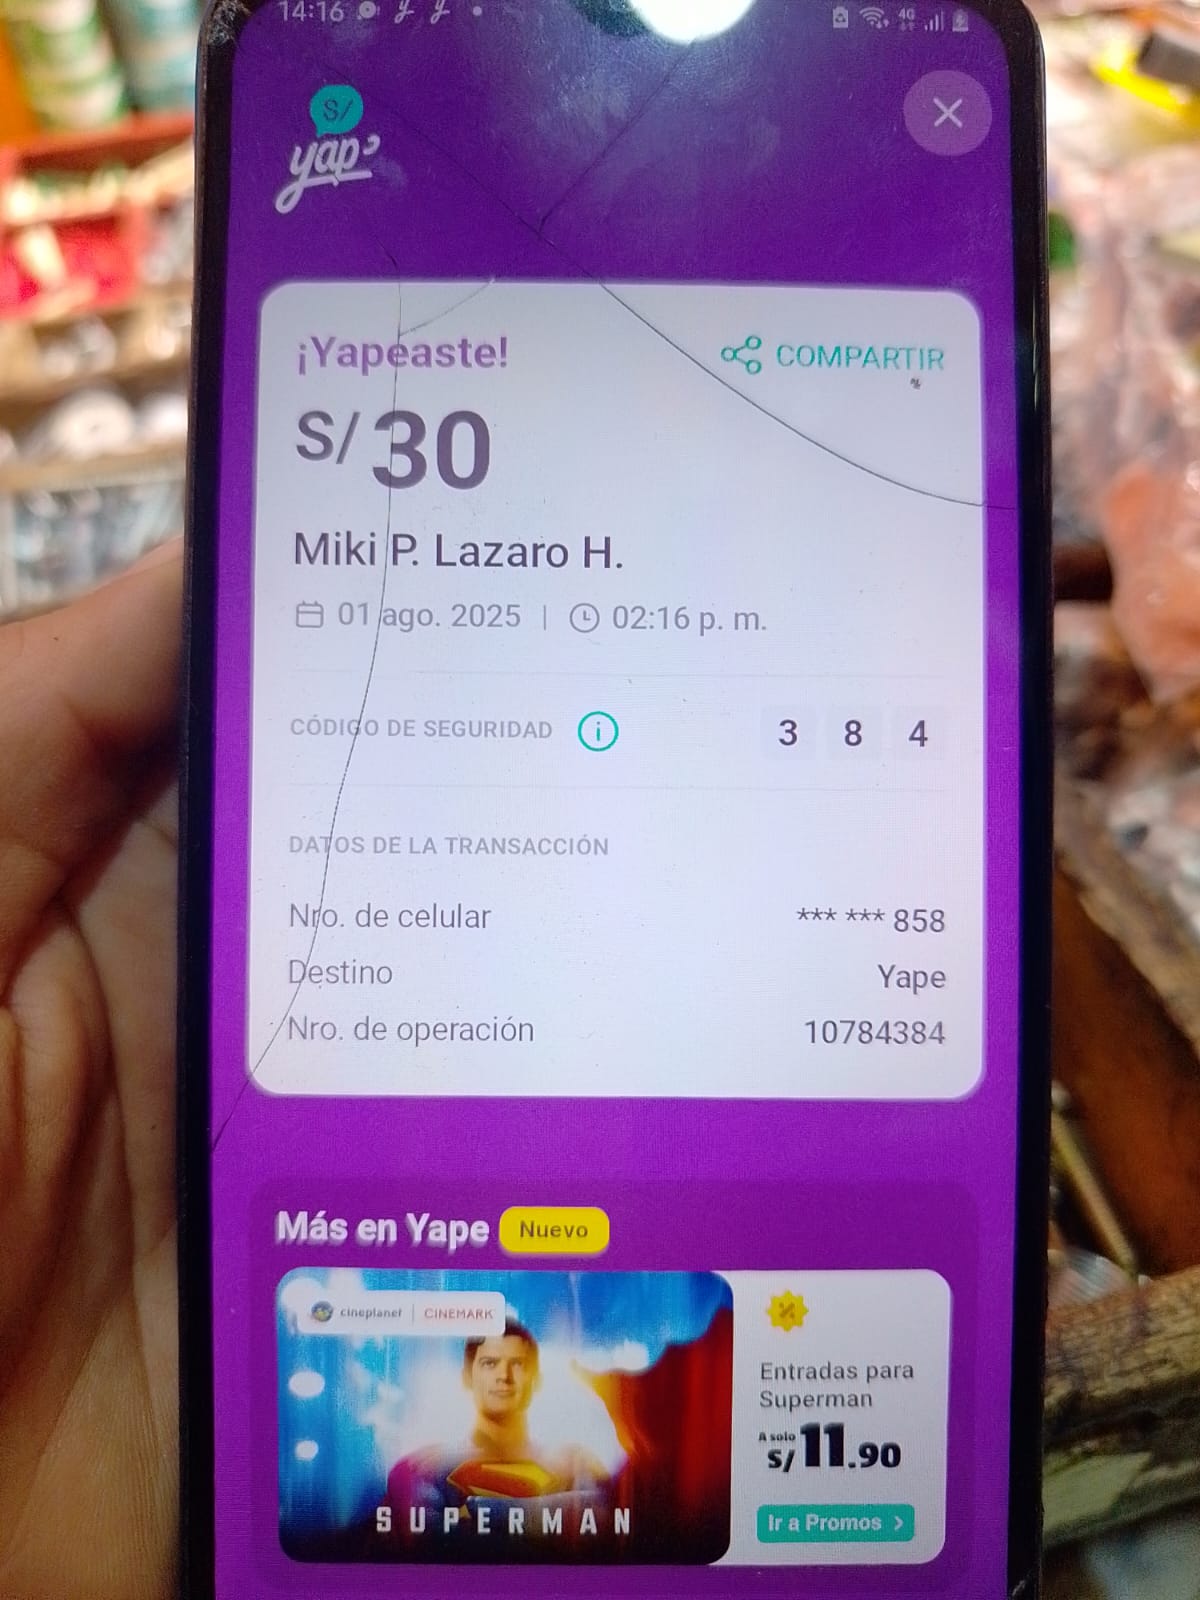 14:16
4G
S/
yape
¡Yapeaste!
COMPARTIR
S/ 30
Miki P. Lazaro H.
01 ago. 2025 | 02:16 p. m.
CÓDIGO DE SEGURIDAD
3 8 4
DATOS DE LA TRANSACCIÓN
Nro. de celular *** *** 858
Destino Yape
Nro. de operación 10784384
Más en Yape Nuevo
cineplanet | CINEMARK
SUPERMAN
Entradas para
Superman
A solo
S/ 11.90
Ir a Promos >